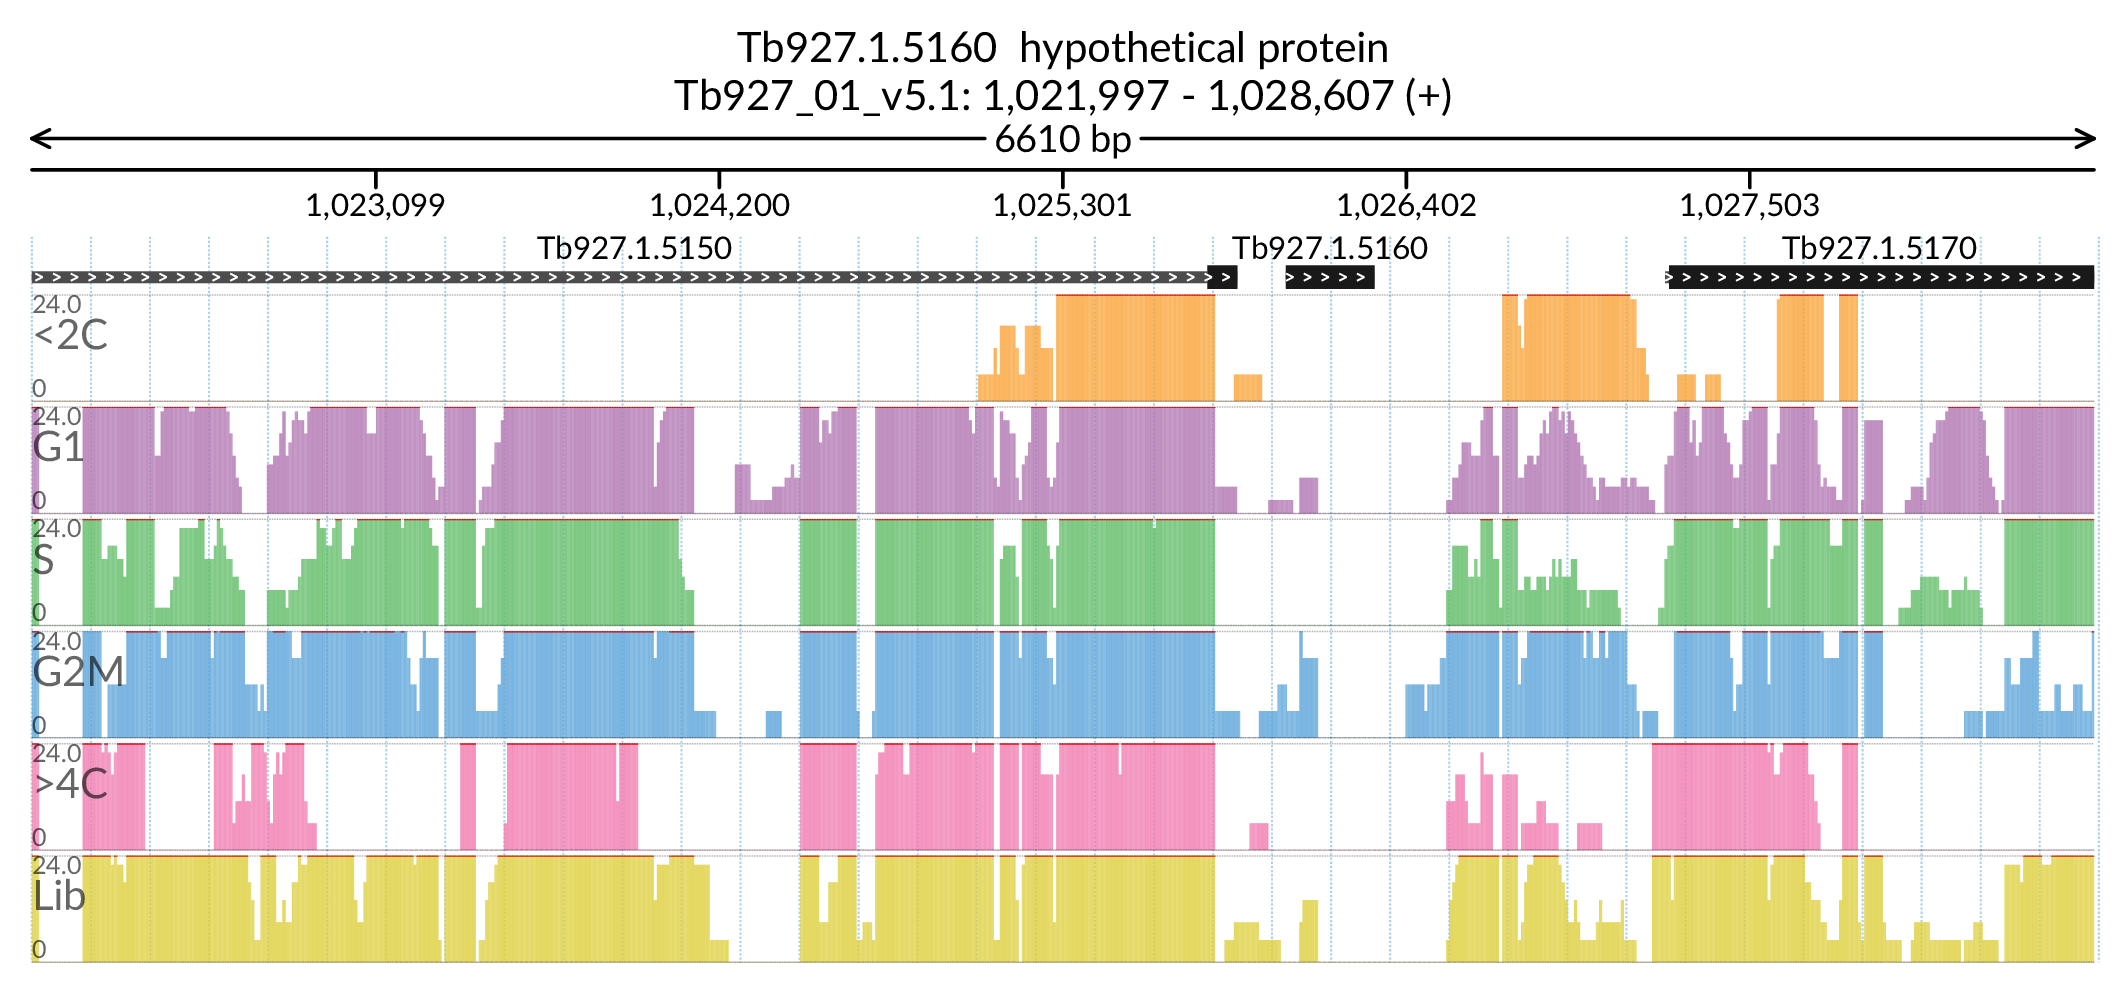 Tb927.1.5160  hypothetical protein
Tb927_01_v5.1: 1,021,997 - 1,028,607 (+)
6610 bp
1,023,099 1,024,200 1,025,301 1,026,402 1,027,503
Tb927.1.5150 Tb927.1.5160 Tb927.1.5170
24.0
<2C
0
24.0
G1
0
24.0
S
0
24.0
G2M
0
24.0
>4C
0
24.0
Lib
0